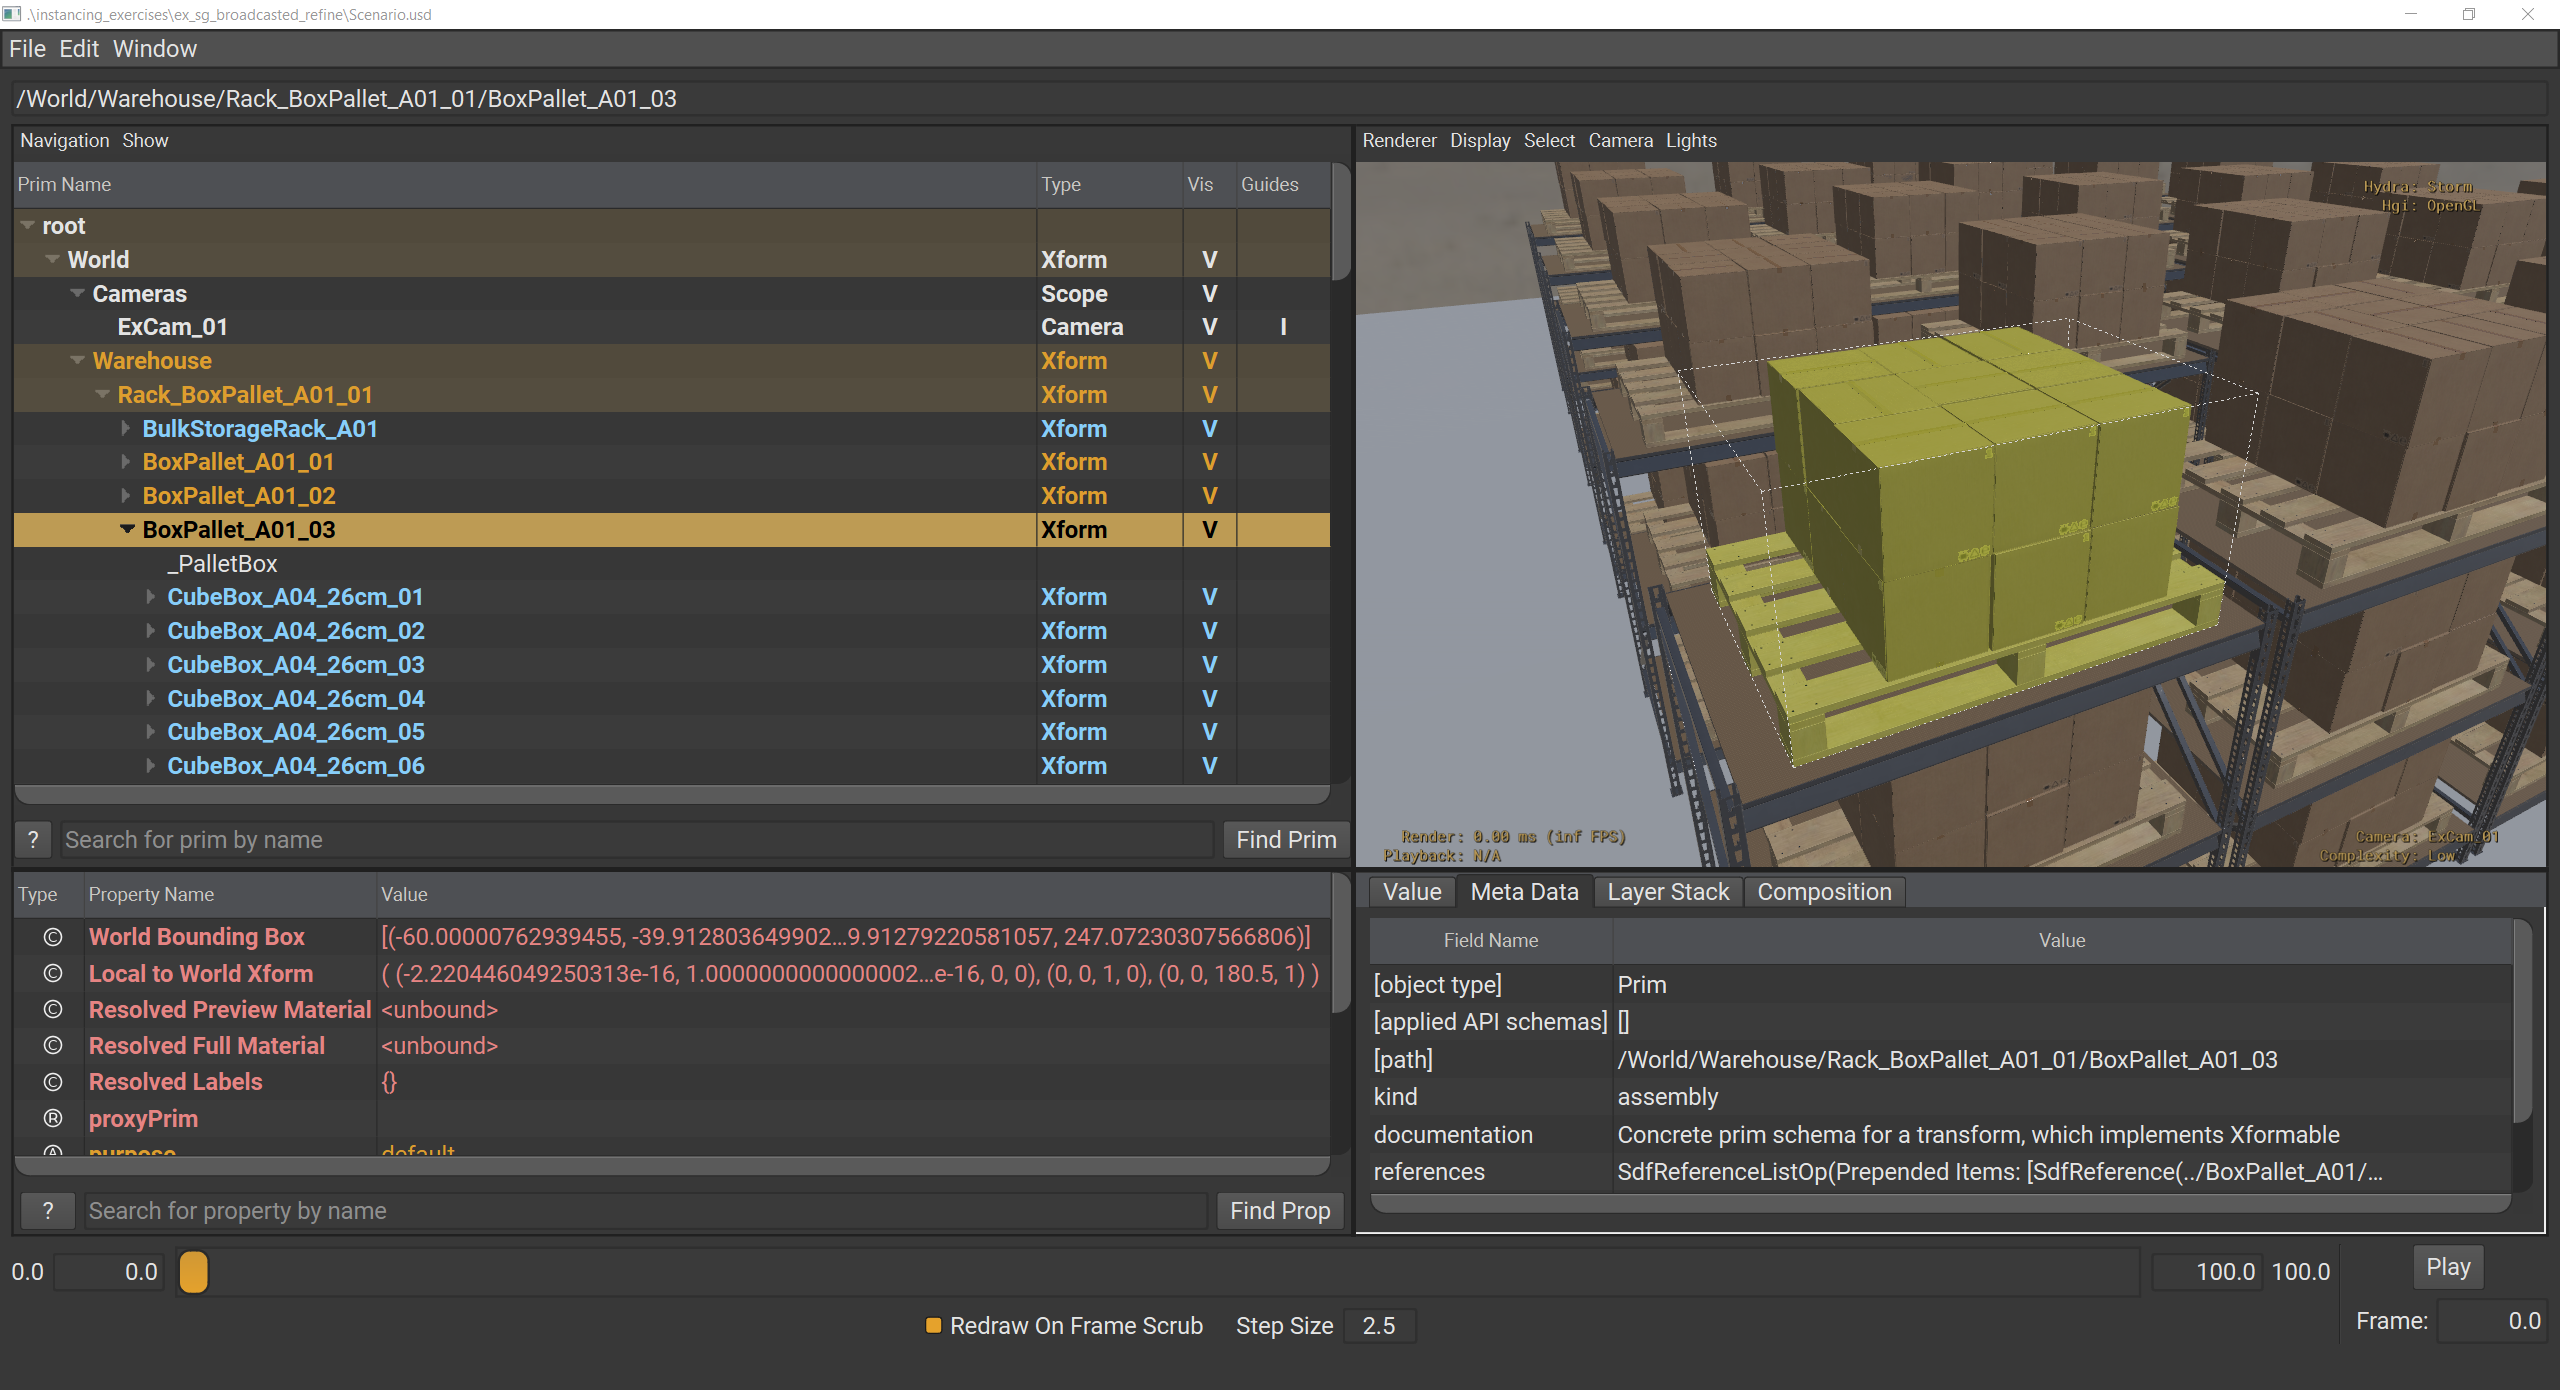 .\instancing_exercises\ex_sg_broadcasted_refine\Scenario.usd
File Edit Window
/World/Warehouse/Rack_BoxPallet_A01_01/BoxPallet_A01_03
Navigation Show
Prim Name Type Vis Guides
root
World Xform V
Cameras Scope V
ExCam_01 Camera V I
Warehouse Xform V
Rack_BoxPallet_A01_01 Xform V
BulkStorageRack_A01 Xform V
BoxPallet_A01_01 Xform V
BoxPallet_A01_02 Xform V
BoxPallet_A01_03 Xform V
_PalletBox
CubeBox_A04_26cm_01 Xform V
CubeBox_A04_26cm_02 Xform V
CubeBox_A04_26cm_03 Xform V
CubeBox_A04_26cm_04 Xform V
CubeBox_A04_26cm_05 Xform V
CubeBox_A04_26cm_06 Xform V
? Search for prim by name Find Prim
Renderer Display Select Camera Lights
Hydra: Storm
Hgi: OpenGL
Render: 0.00 ms (inf FPS)
Playback: N/A
Camera: ExCam_01
Complexity: Low
Type Property Name Value
© World Bounding Box [(-60.00000762939455, -39.912803649902...9.91279220581057, 247.07230307566806)]
© Local to World Xform ( (-2.220446049250313e-16, 1.0000000000000002...e-16, 0, 0), (0, 0, 1, 0), (0, 0, 180.5, 1) )
© Resolved Preview Material <unbound>
© Resolved Full Material <unbound>
© Resolved Labels {}
® proxyPrim
Ⓐ purpose default
? Search for property by name Find Prop
Value Meta Data Layer Stack Composition
Field Name Value
[object type] Prim
[applied API schemas] []
[path] /World/Warehouse/Rack_BoxPallet_A01_01/BoxPallet_A01_03
kind assembly
documentation Concrete prim schema for a transform, which implements Xformable
references SdfReferenceListOp(Prepended Items: [SdfReference(../BoxPallet_A01/...
0.0 0.0 100.0 100.0 Play
Redraw On Frame Scrub Step Size 2.5 Frame: 0.0